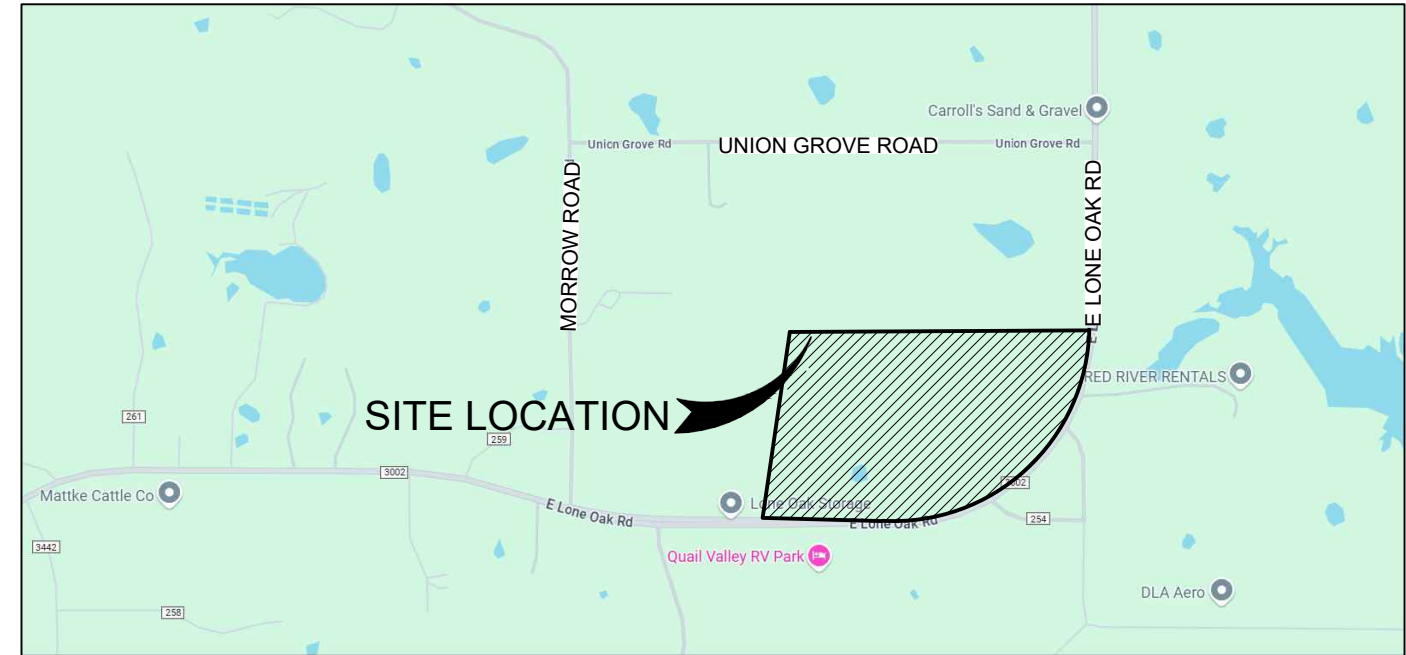 Carroll's Sand & Gravel
Union Grove Rd
UNION GROVE ROAD
Union Grove Rd
MORROW ROAD
E LONE OAK RD
RED RIVER RENTALS
SITE LOCATION
261
259
3002
3002
Mattke Cattle Co
E Lone Oak Rd
Lone Oak Storage
E Lone Oak Rd
254
3442
Quail Valley RV Park
DLA Aero
258